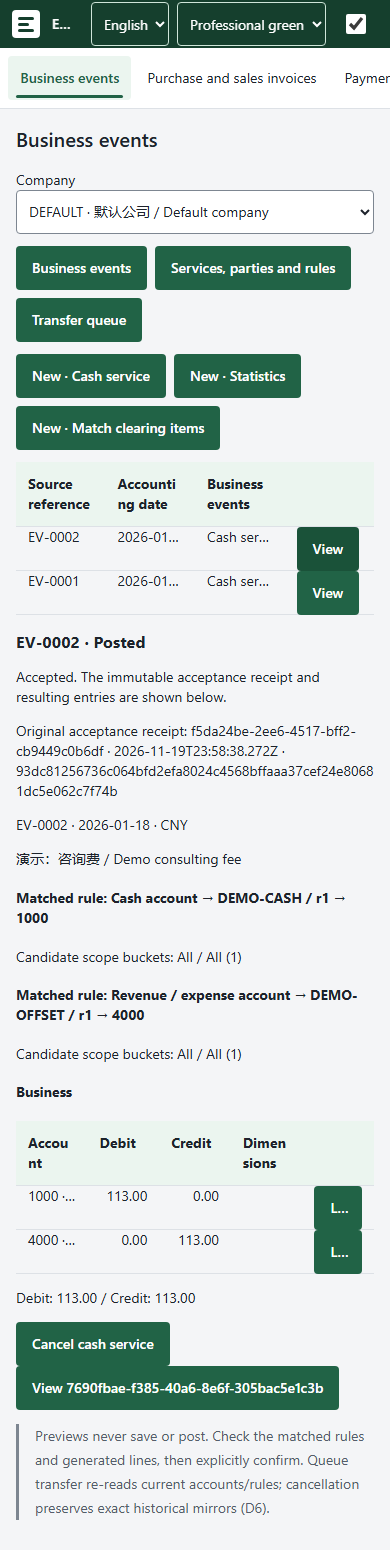 E...
English
Professional green
Business events
Purchase and sales invoices
Paymer
Business events
Company
DEFAULT · 默认公司 / Default company
Business events
Services, parties and rules
Transfer queue
New · Cash service
New · Statistics
New · Match clearing items
Source reference
Accounti
ng date
Business events
EV-0002
2026-01...
Cash ser...
View
EV-0001
2026-01...
Cash ser...
View
EV-0002 · Posted
Accepted. The immutable acceptance receipt and
resulting entries are shown below.
Original acceptance receipt: f5da24be-2ee6-4517-bff2-
cb9449c0b6df · 2026-11-19T23:58:38.272Z ·
93dc81256736c064bfd2efa8024c4568bffaaa37cef24e8068
1dc5e062c7f74b
EV-0002 · 2026-01-18 · CNY
演示：咨询费 / Demo consulting fee
Matched rule: Cash account → DEMO-CASH / r1 →
1000
Candidate scope buckets: All / All (1)
Matched rule: Revenue / expense account → DEMO-
OFFSET / r1 → 4000
Candidate scope buckets: All / All (1)
Business
Accou
nt
Debit
Credit
Dimen
sions
1000 ·...
113.00
0.00
L...
4000 ·...
0.00
113.00
L...
Debit: 113.00 / Credit: 113.00
Cancel cash service
View 7690fbae-f385-40a6-8e6f-305bac5e1c3b
Previews never save or post. Check the matched rules
and generated lines, then explicitly confirm. Queue
transfer re-reads current accounts/rules; cancellation
preserves exact historical mirrors (D6).